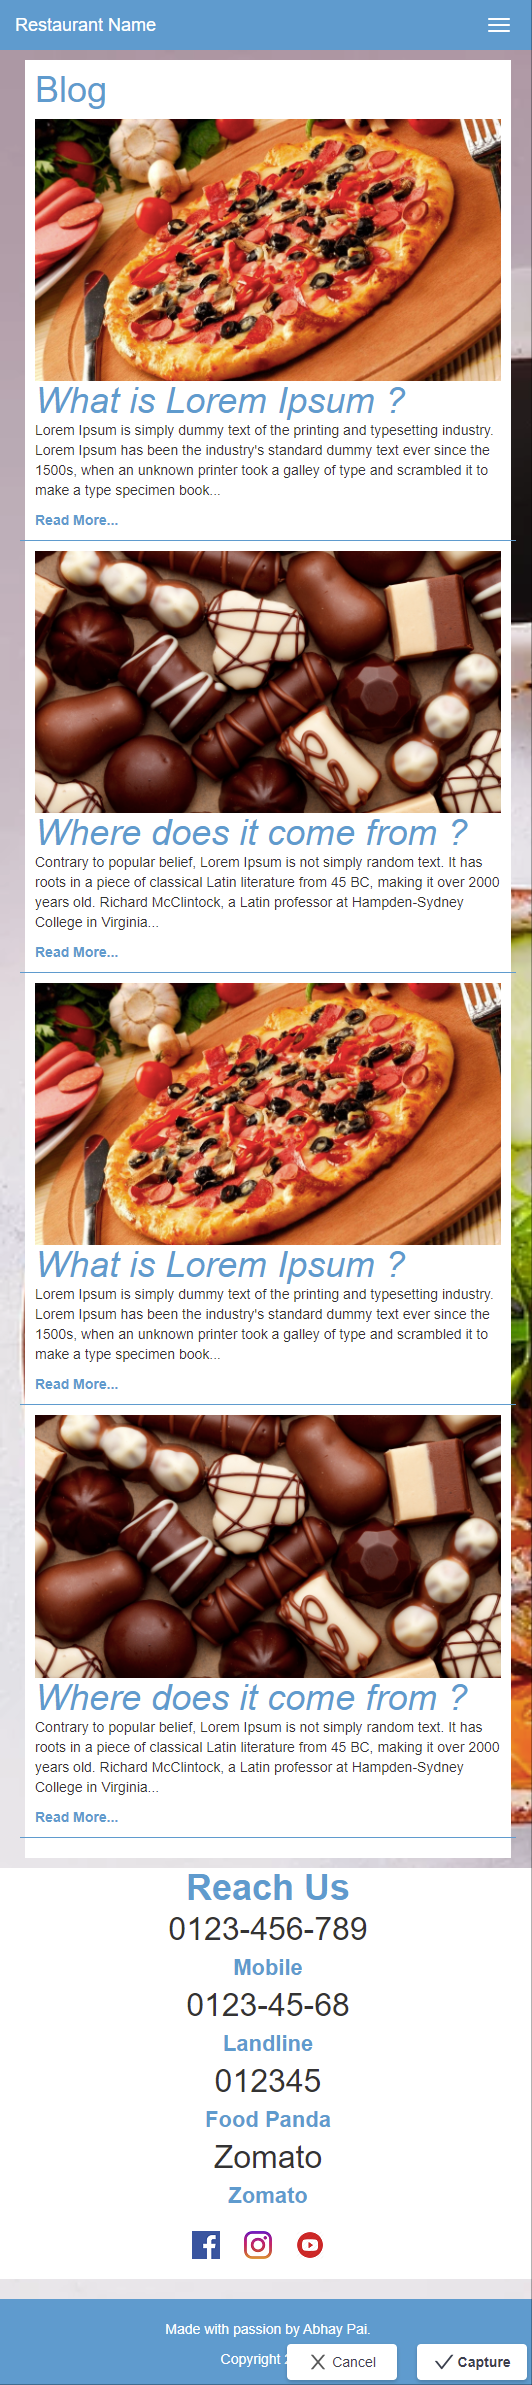 Restaurant Name
Blog
What is Lorem Ipsum ?
Lorem Ipsum is simply dummy text of the printing and typesetting industry.
Lorem Ipsum has been the industry's standard dummy text ever since the
1500s, when an unknown printer took a galley of type and scrambled it to
make a type specimen book...
Read More...
Where does it come from ?
Contrary to popular belief, Lorem Ipsum is not simply random text. It has
roots in a piece of classical Latin literature from 45 BC, making it over 2000
years old. Richard McClintock, a Latin professor at Hampden-Sydney
College in Virginia...
Read More...
What is Lorem Ipsum ?
Lorem Ipsum is simply dummy text of the printing and typesetting industry.
Lorem Ipsum has been the industry's standard dummy text ever since the
1500s, when an unknown printer took a galley of type and scrambled it to
make a type specimen book...
Read More...
Where does it come from ?
Contrary to popular belief, Lorem Ipsum is not simply random text. It has
roots in a piece of classical Latin literature from 45 BC, making it over 2000
years old. Richard McClintock, a Latin professor at Hampden-Sydney
College in Virginia...
Read More...
Reach Us
0123-456-789
Mobile
0123-45-68
Landline
012345
Food Panda
Zomato
Zomato
Made with passion by Abhay Pai.
Copyright
Cancel
Capture